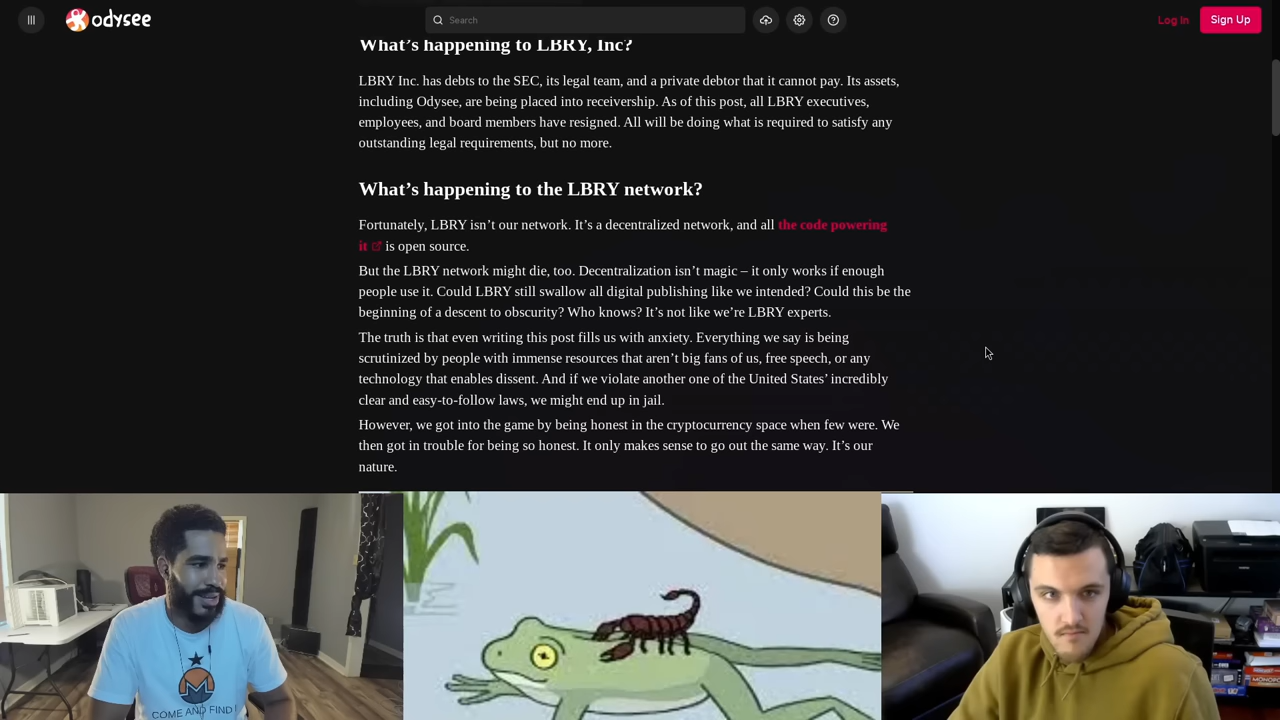 odysee
Search
Log In
Sign Up
What's happening to LBRY, Inc?
LBRY Inc. has debts to the SEC, its legal team, and a private debtor that it cannot pay. Its assets,
including Odysee, are being placed into receivership. As of this post, all LBRY executives,
employees, and board members have resigned. All will be doing what is required to satisfy any
outstanding legal requirements, but no more.
What's happening to the LBRY network?
Fortunately, LBRY isn't our network. It's a decentralized network, and all the code powering
it is open source.
But the LBRY network might die, too. Decentralization isn't magic – it only works if enough
people use it. Could LBRY still swallow all digital publishing like we intended? Could this be the
beginning of a descent to obscurity? Who knows? It's not like we're LBRY experts.
The truth is that even writing this post fills us with anxiety. Everything we say is being
scrutinized by people with immense resources that aren't big fans of us, free speech, or any
technology that enables dissent. And if we violate another one of the United States' incredibly
clear and easy-to-follow laws, we might end up in jail.
However, we got into the game by being honest in the cryptocurrency space when few were. We
then got in trouble for being so honest. It only makes sense to go out the same way. It's our
nature.
COME AND FIND I
MONOPO